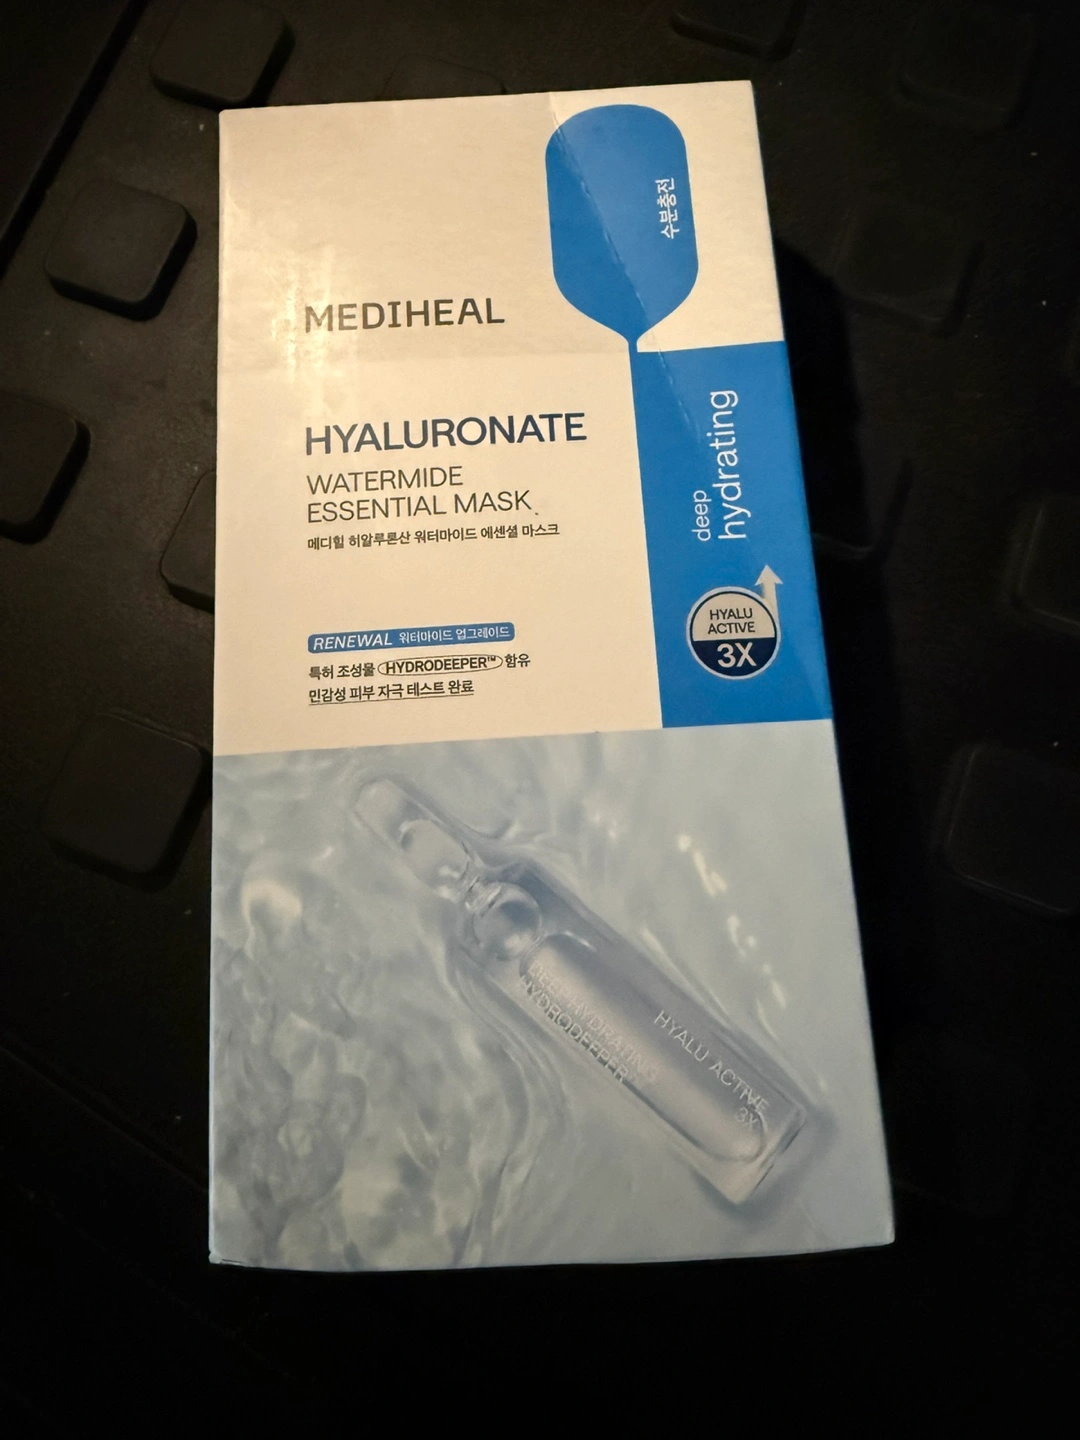 수분충전
MEDIHEAL
deep
hydrating
HYALURONATE
WATERMIDE
ESSENTIAL MASK
메디힐 히알루론산 워터마이드 에센셜 마스크
HYALU
ACTIVE
3X
RENEWAL 워터마이드 업그레이드
특허 조성물 HYDRODEEPER™ 함유
민감성 피부 자극 테스트 완료
DEEP HYDRATING
HYDRODEEPER™
HYALU ACTIVE
3X